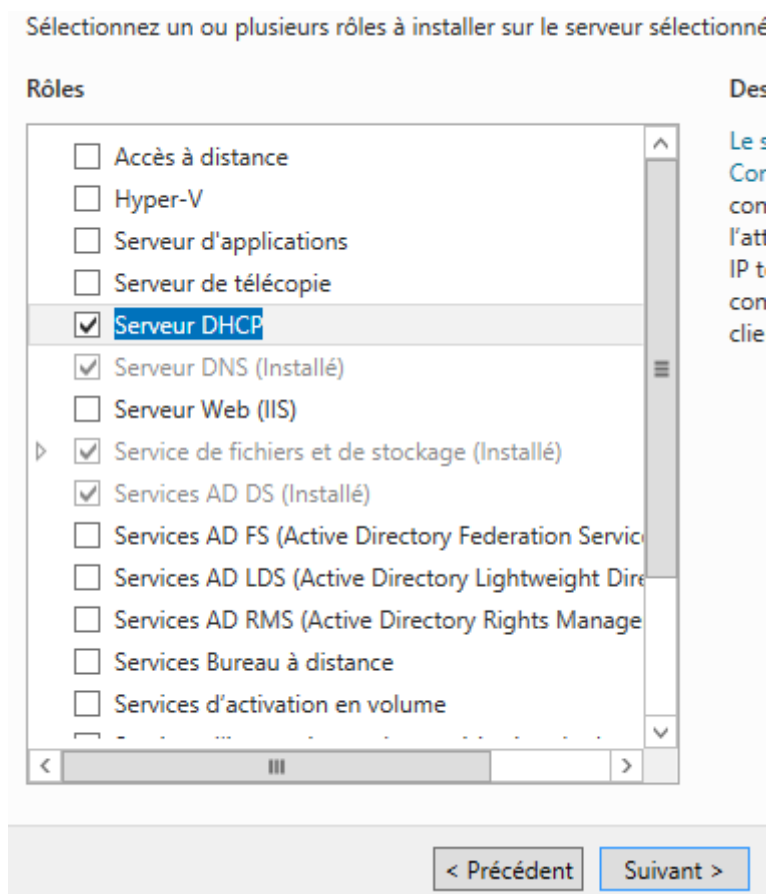 Sélectionnez un ou plusieurs rôles à installer sur le serveur sélectionné
Rôles
Accès à distance
Hyper-V
Serveur d'applications
Serveur de télécopie
Serveur DHCP
Serveur DNS (Installé)
Serveur Web (IIS)
Service de fichiers et de stockage (Installé)
Services AD DS (Installé)
Services AD FS (Active Directory Federation Servic
Services AD LDS (Active Directory Lightweight Dire
Services AD RMS (Active Directory Rights Manage
Services Bureau à distance
Services d'activation en volume
Des
Le s
Cor
con
l'att
IP t
con
clie
< Précédent
Suivant >